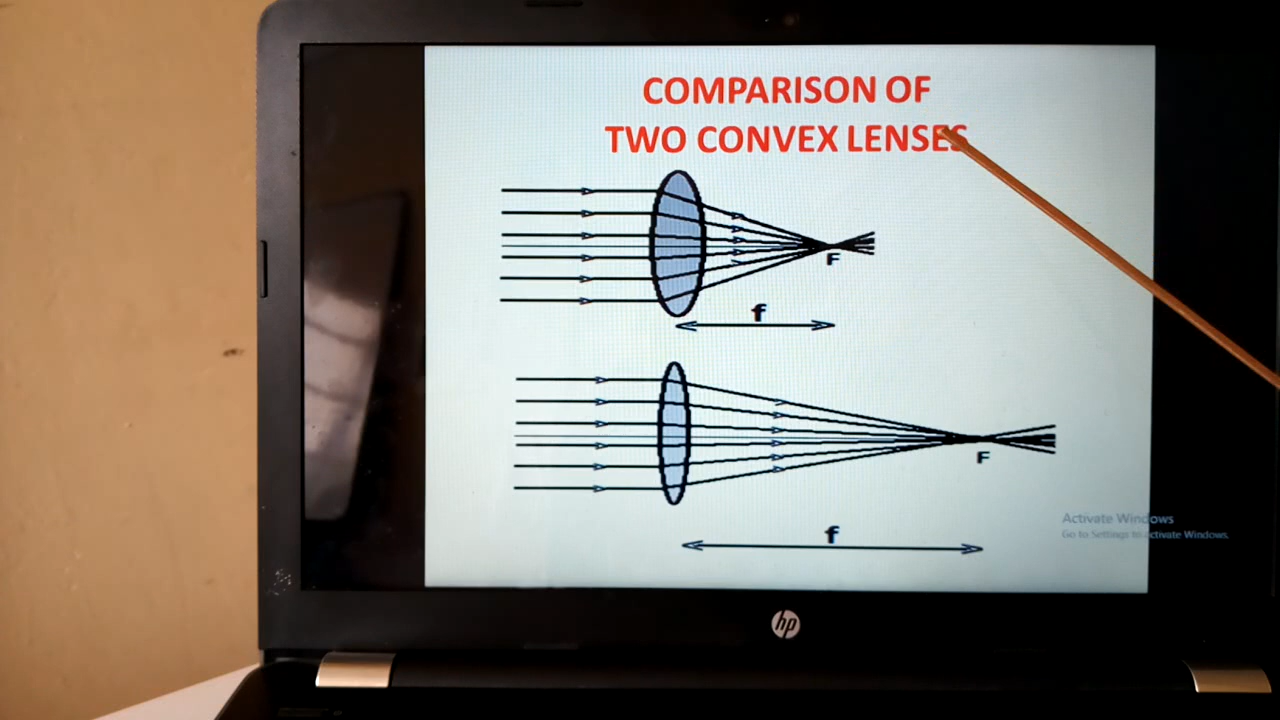 COMPARISON OF
TWO CONVEX LENSES
F
f
F
f
Activate Windows
Go to Settings to activate Windows.
hp